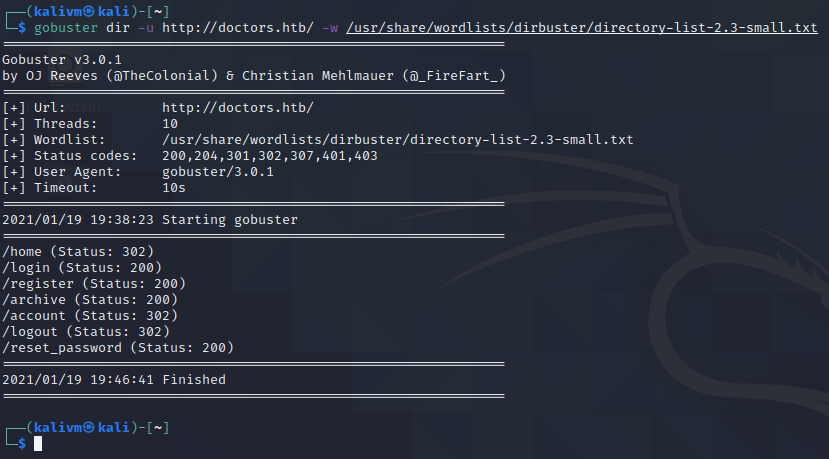 ┌──(kalivm㉿kali)-[~]
└─$ gobuster dir -u http://doctors.htb/ -w /usr/share/wordlists/dirbuster/directory-list-2.3-small.txt
===============================================================
Gobuster v3.0.1
by OJ Reeves (@TheColonial) & Christian Mehlmauer (@_FireFart_)
===============================================================
[+] Url:            http://doctors.htb/
[+] Threads:        10
[+] Wordlist:       /usr/share/wordlists/dirbuster/directory-list-2.3-small.txt
[+] Status codes:   200,204,301,302,307,401,403
[+] User Agent:     gobuster/3.0.1
[+] Timeout:        10s
===============================================================
2021/01/19 19:38:23 Starting gobuster
===============================================================
/home (Status: 302)
/login (Status: 200)
/register (Status: 200)
/archive (Status: 200)
/account (Status: 302)
/logout (Status: 302)
/reset_password (Status: 200)
===============================================================
2021/01/19 19:46:41 Finished
===============================================================
┌──(kalivm㉿kali)-[~]
└─$